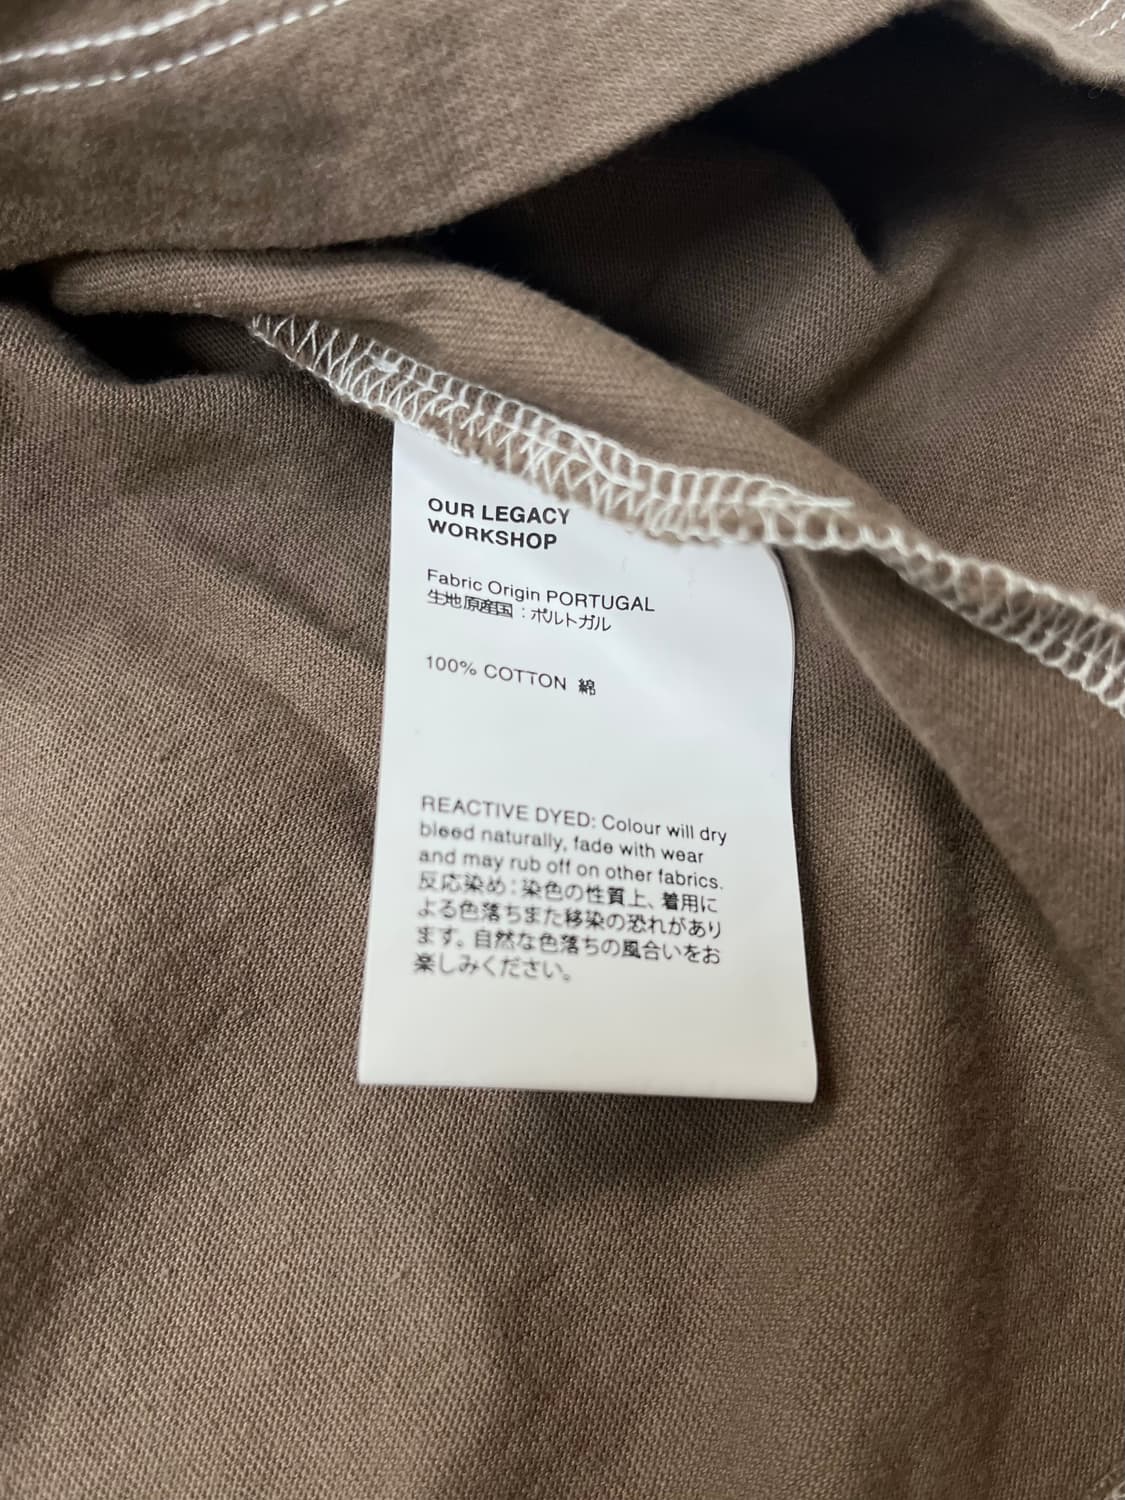 OUR LEGACY
WORKSHOP
Fabric Origin PORTUGAL
生地原産国：ポルトガル
100% COTTON 綿
REACTIVE DYED: Colour will dry
bleed naturally, fade with wear
and may rub off on other fabrics.
反応染め：染色の性質上、着用に
よる色落ちまた移染の恐れがあり
ます。自然な色落ちの風合いをお
楽しみください。